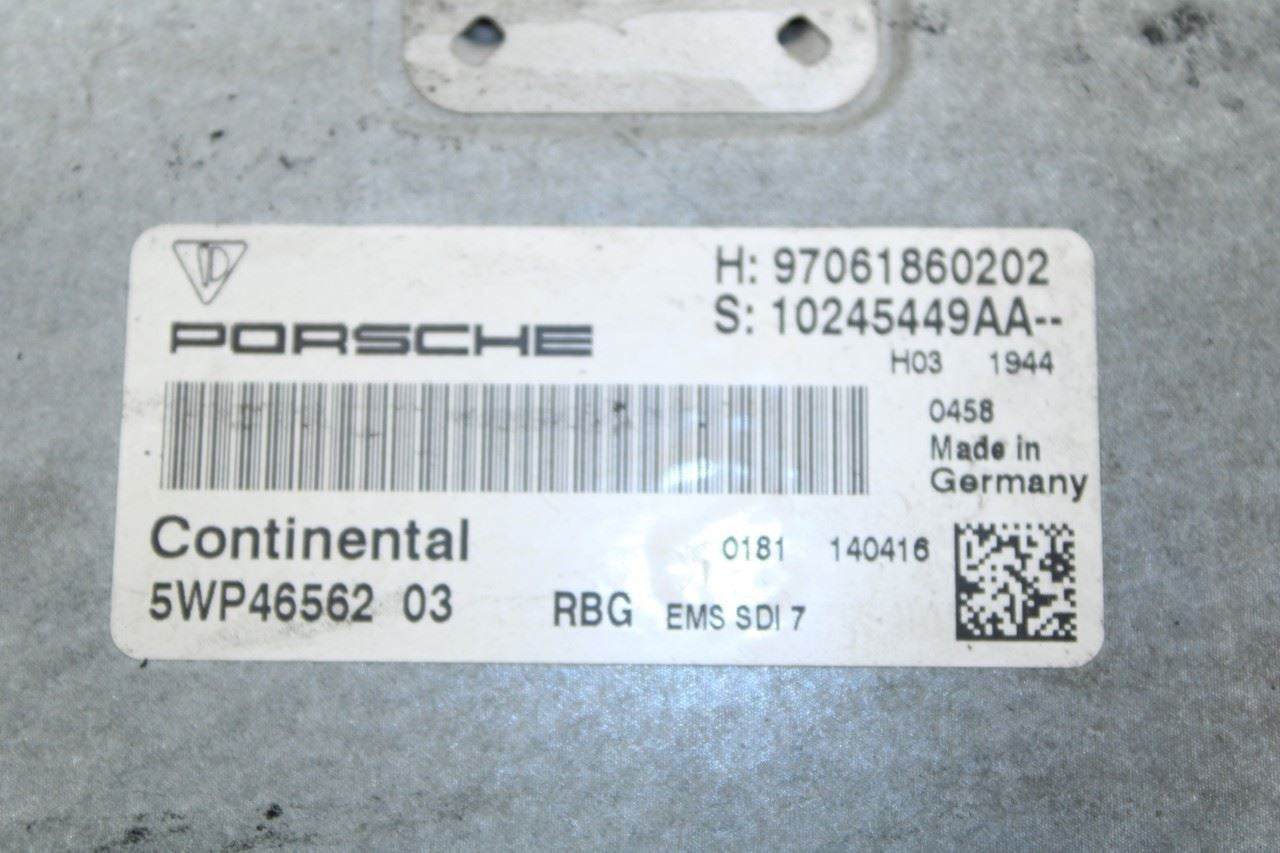 H: 97061860202
PORSCHE
S: 10245449AA--
H03 1944
0458
Made in
Germany
Continental
0181 140416
5WP46562 03 RBG EMS SDI 7